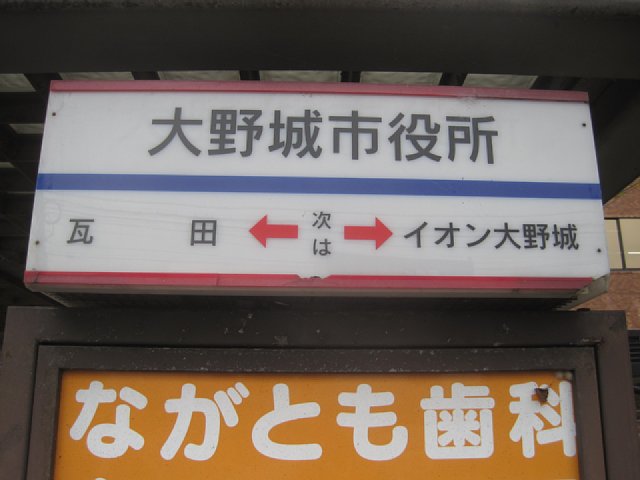 大野城市役所
瓦田 次は イオン大野城
ながとも歯科